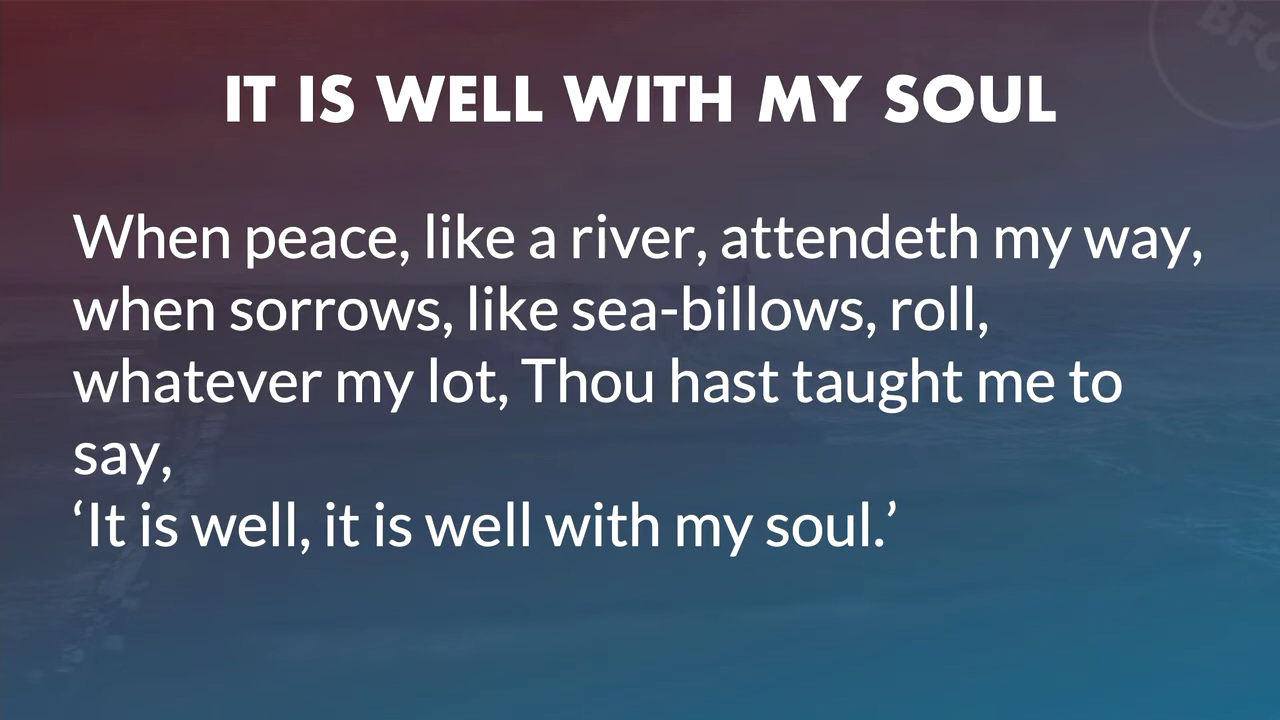 BFC
IT IS WELL WITH MY SOUL
When peace, like a river, attendeth my way,
when sorrows, like sea-billows, roll,
whatever my lot, Thou hast taught me to
say,
‘It is well, it is well with my soul.’